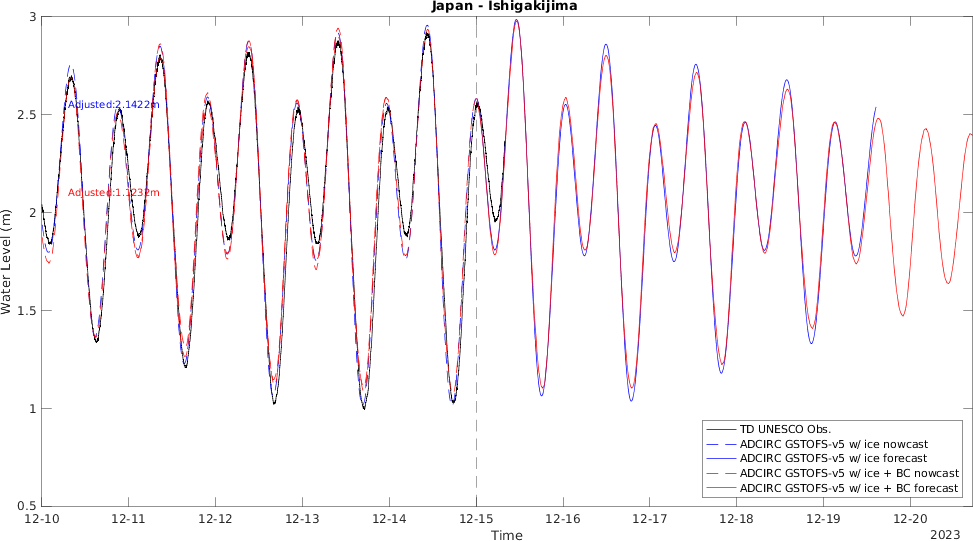 Japan - Ishigakijima
3
2.5
2
1.5
1
0.5
Water Level (m)
Adjusted:2.1422m
Adjusted:1.1232m
TD UNESCO Obs.
ADCIRC GSTOFS-v5 w/ ice nowcast
ADCIRC GSTOFS-v5 w/ ice forecast
ADCIRC GSTOFS-v5 w/ ice + BC nowcast
ADCIRC GSTOFS-v5 w/ ice + BC forecast
12-10 12-11 12-12 12-13 12-14 12-15 12-16 12-17 12-18 12-19 12-20
Time
2023